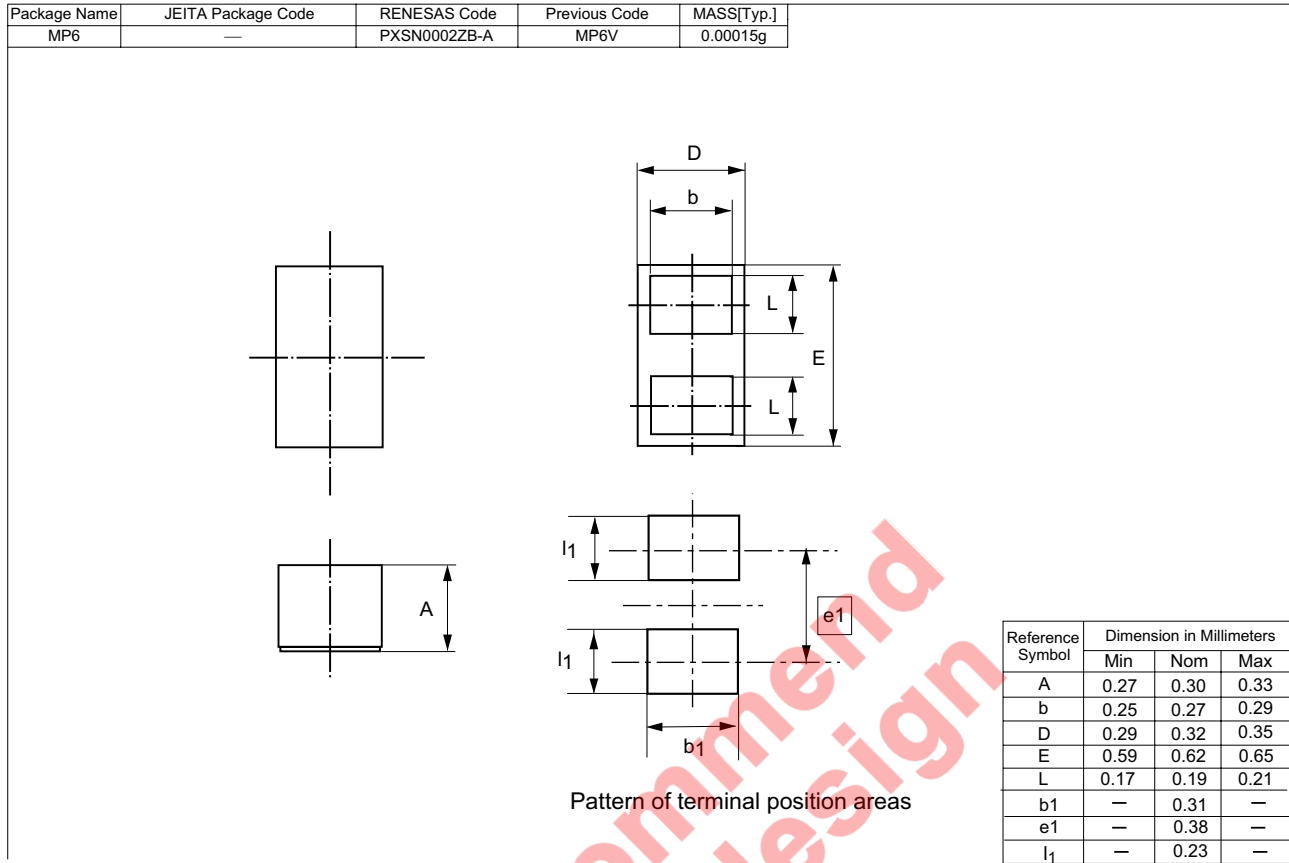 Package Name JEITA Package Code RENESAS Code Previous Code MASS[Typ.]
MP6 — PXSN0002ZB-A MP6V 0.00015g
D
b
L
E
L
A
l1
e1
l1
b1
Pattern of terminal position areas
ommend
design
Reference Symbol Dimension in Millimeters
Min Nom Max
A 0.27 0.30 0.33
b 0.25 0.27 0.29
D 0.29 0.32 0.35
E 0.59 0.62 0.65
L 0.17 0.19 0.21
b1 — 0.31 —
e1 — 0.38 —
l1 — 0.23 —